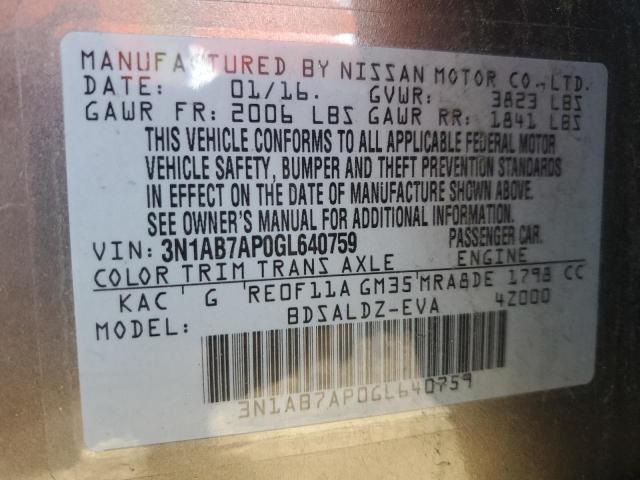 MANUFACTURED BY NISSAN MOTOR CO.,LTD.
DATE: 01/16. GVWR: 3823 LBS
GAWR FR: 2006 LBS GAWR RR: 1841 LBS
THIS VEHICLE CONFORMS TO ALL APPLICABLE FEDERAL MOTOR
VEHICLE SAFETY, BUMPER AND THEFT PREVENTION STANDARDS
IN EFFECT ON THE DATE OF MANUFACTURE SHOWN ABOVE.
SEE OWNER'S MANUAL FOR ADDITIONAL INFORMATION.
VIN: 3N1AB7AP0GL640759 PASSENGER CAR.
COLOR TRIM TRANS AXLE ENGINE
KAC G RE0F11A GM35 MRA8DE 1798 CC
MODEL: BDSALDZ-EVA 4Z000
3N1AB7AP0GL640759